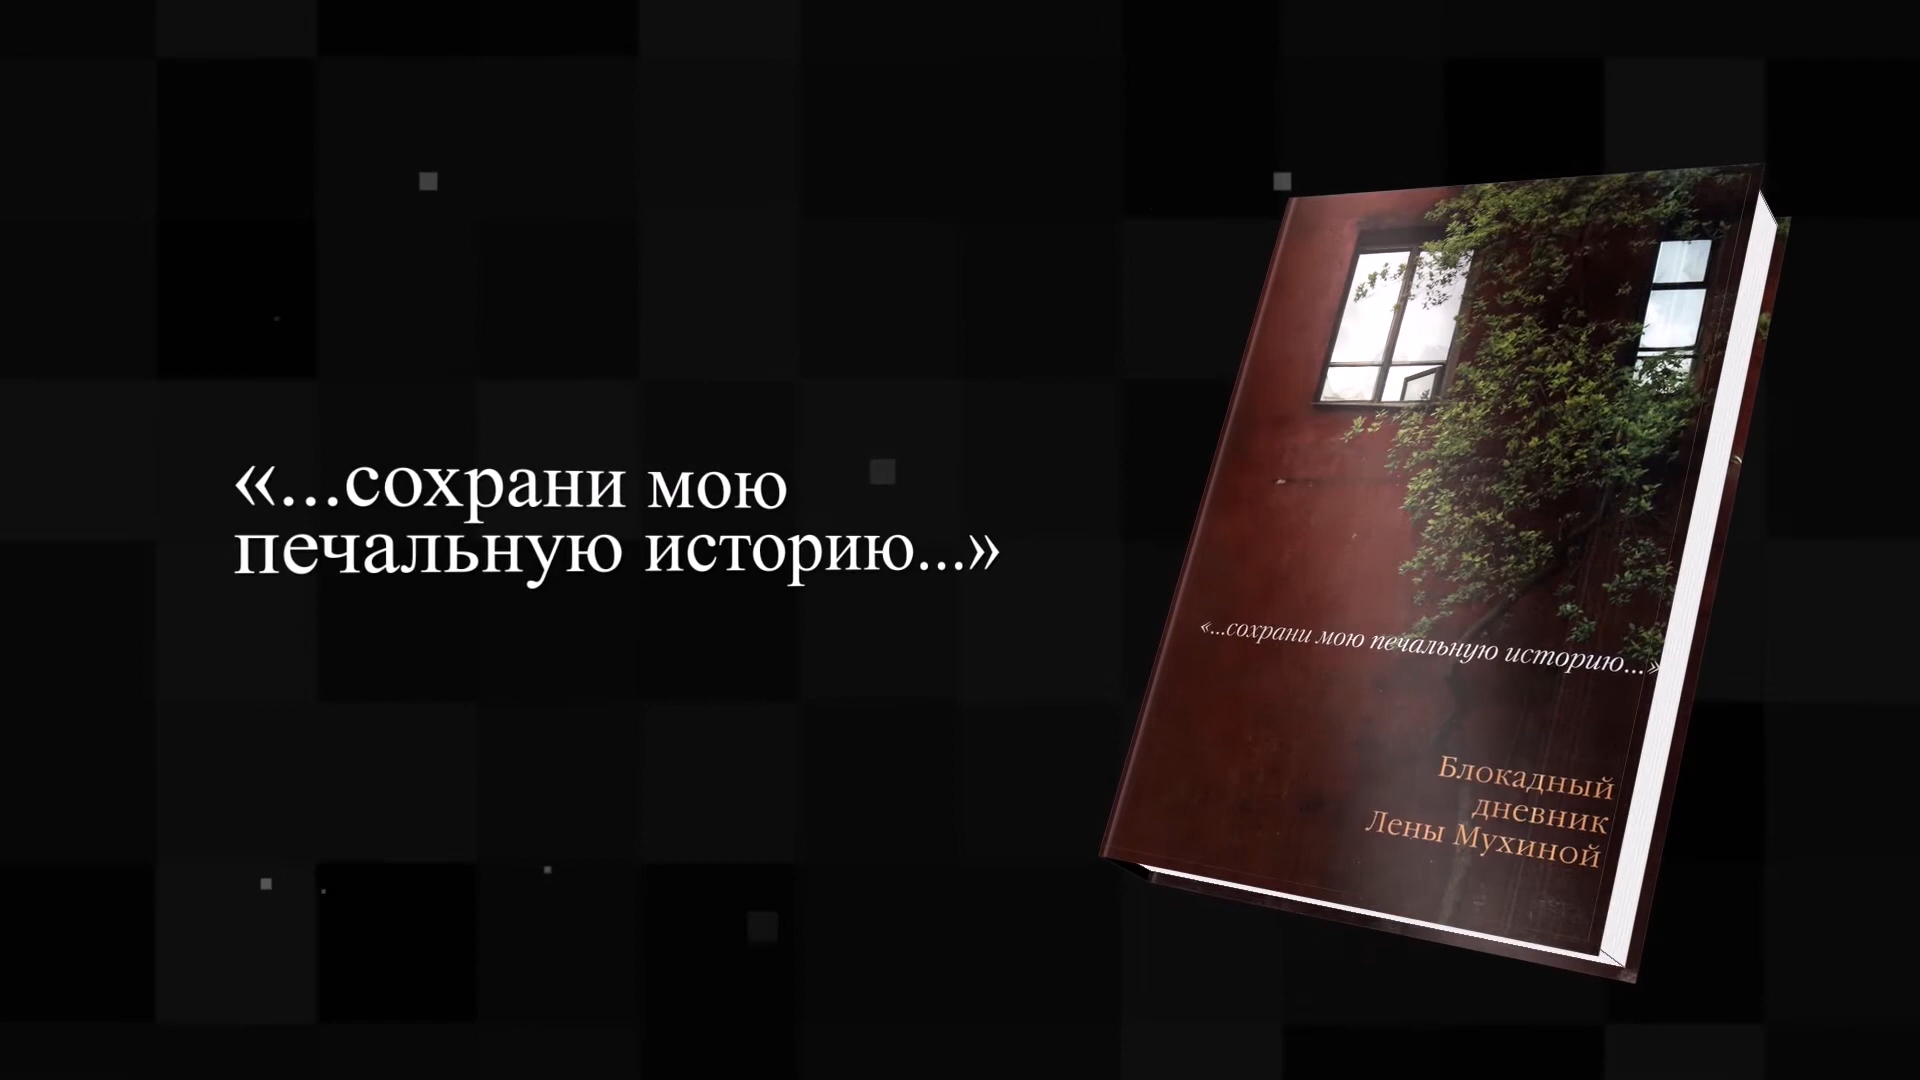 «...сохрани мою
печальную историю...»
«...сохрани мою печальную историю...»
Блокадный
дневник
Лены Мухиной